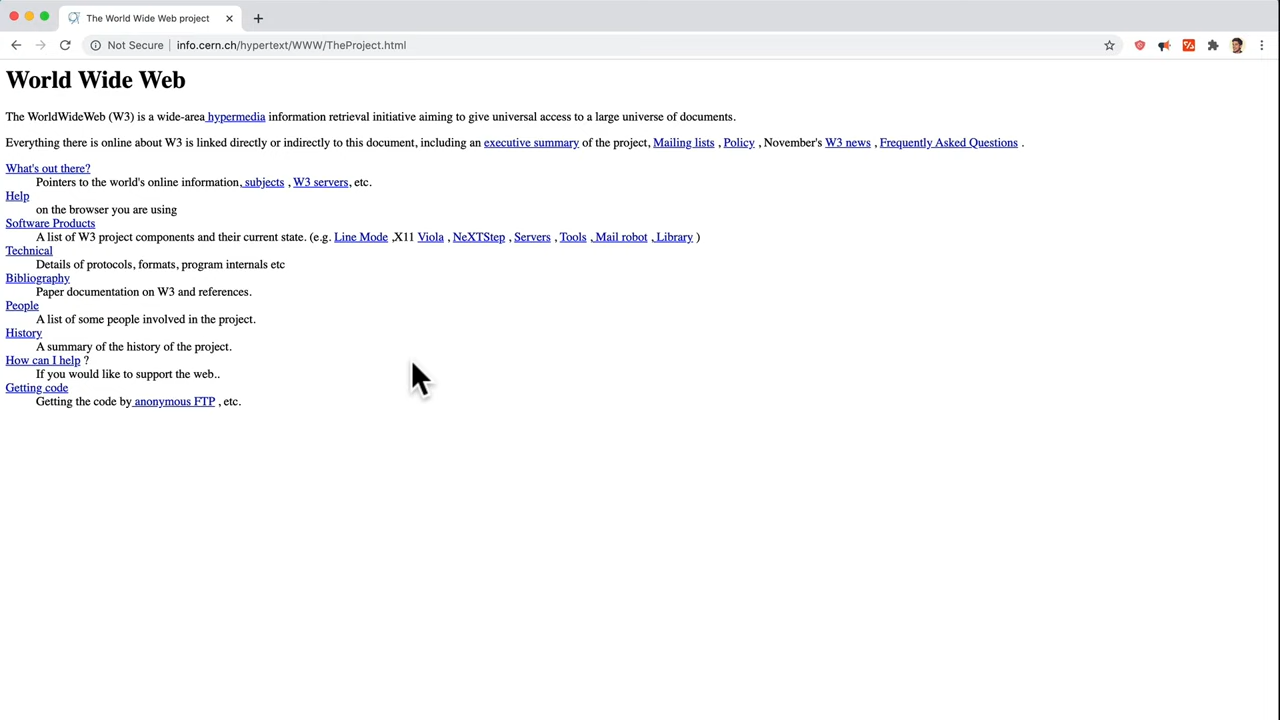 The World Wide Web project
Not Secure | info.cern.ch/hypertext/WWW/TheProject.html
World Wide Web
The WorldWideWeb (W3) is a wide-area hypermedia information retrieval initiative aiming to give universal access to a large universe of documents.
Everything there is online about W3 is linked directly or indirectly to this document, including an executive summary of the project, Mailing lists , Policy , November's W3 news , Frequently Asked Questions .
What's out there?
Pointers to the world's online information, subjects , W3 servers, etc.
Help
on the browser you are using
Software Products
A list of W3 project components and their current state. (e.g. Line Mode ,X11 Viola , NeXTStep , Servers , Tools , Mail robot , Library )
Technical
Details of protocols, formats, program internals etc
Bibliography
Paper documentation on W3 and references.
People
A list of some people involved in the project.
History
A summary of the history of the project.
How can I help ?
If you would like to support the web..
Getting code
Getting the code by anonymous FTP , etc.